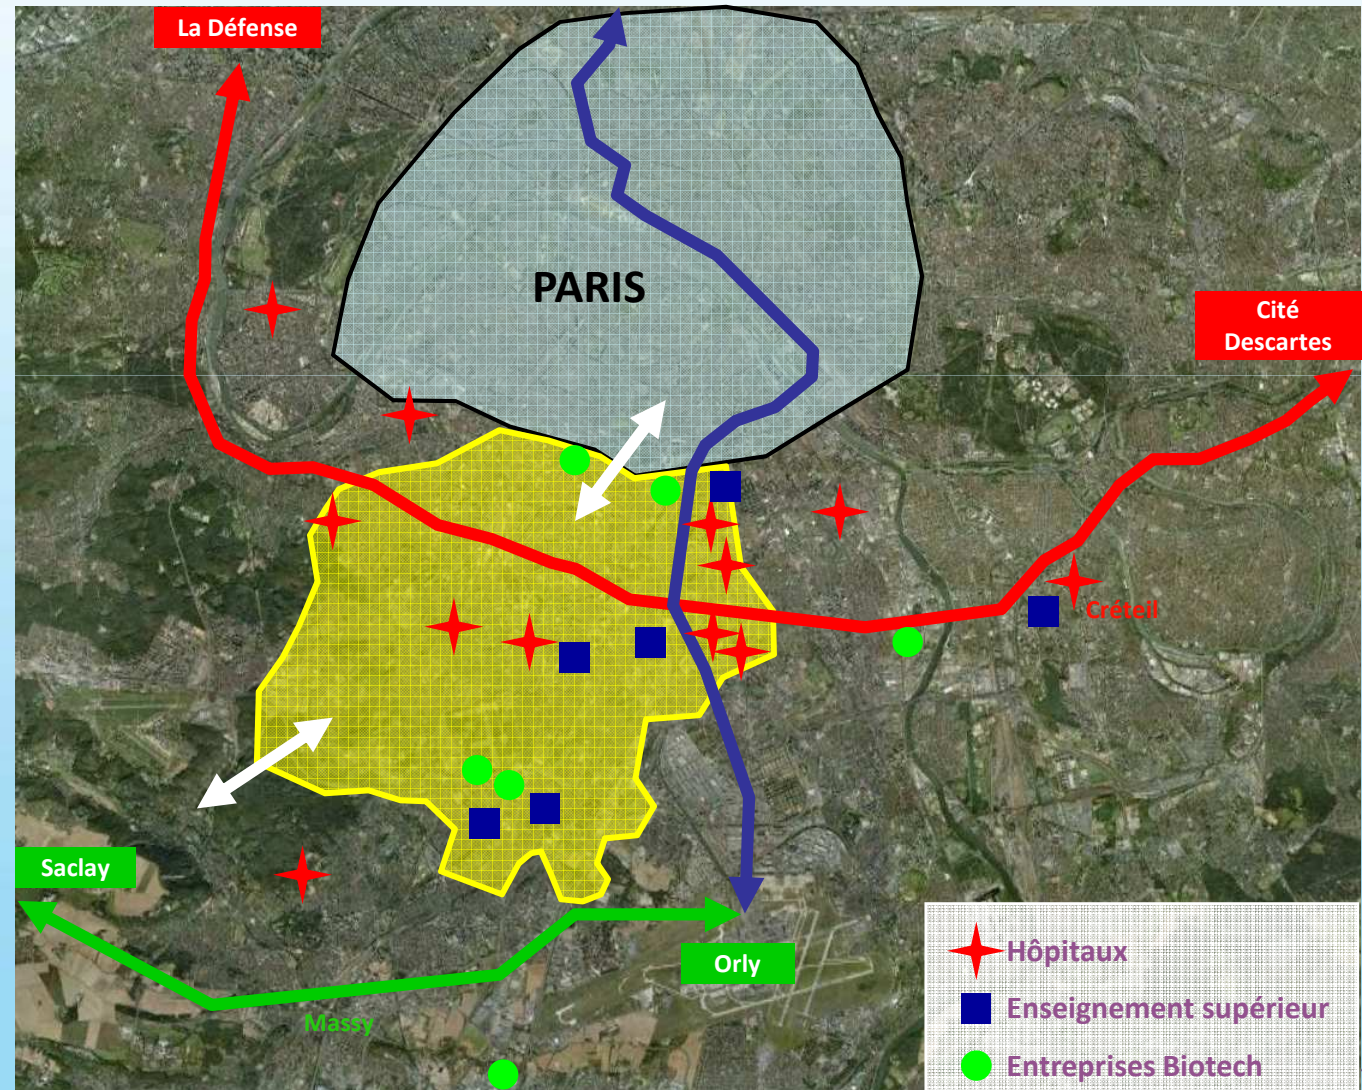 La Défense
PARIS
Cité
Descartes
Créteil
Saclay
Orly
Massy
Hôpitaux
Enseignement supérieur
Entreprises Biotech